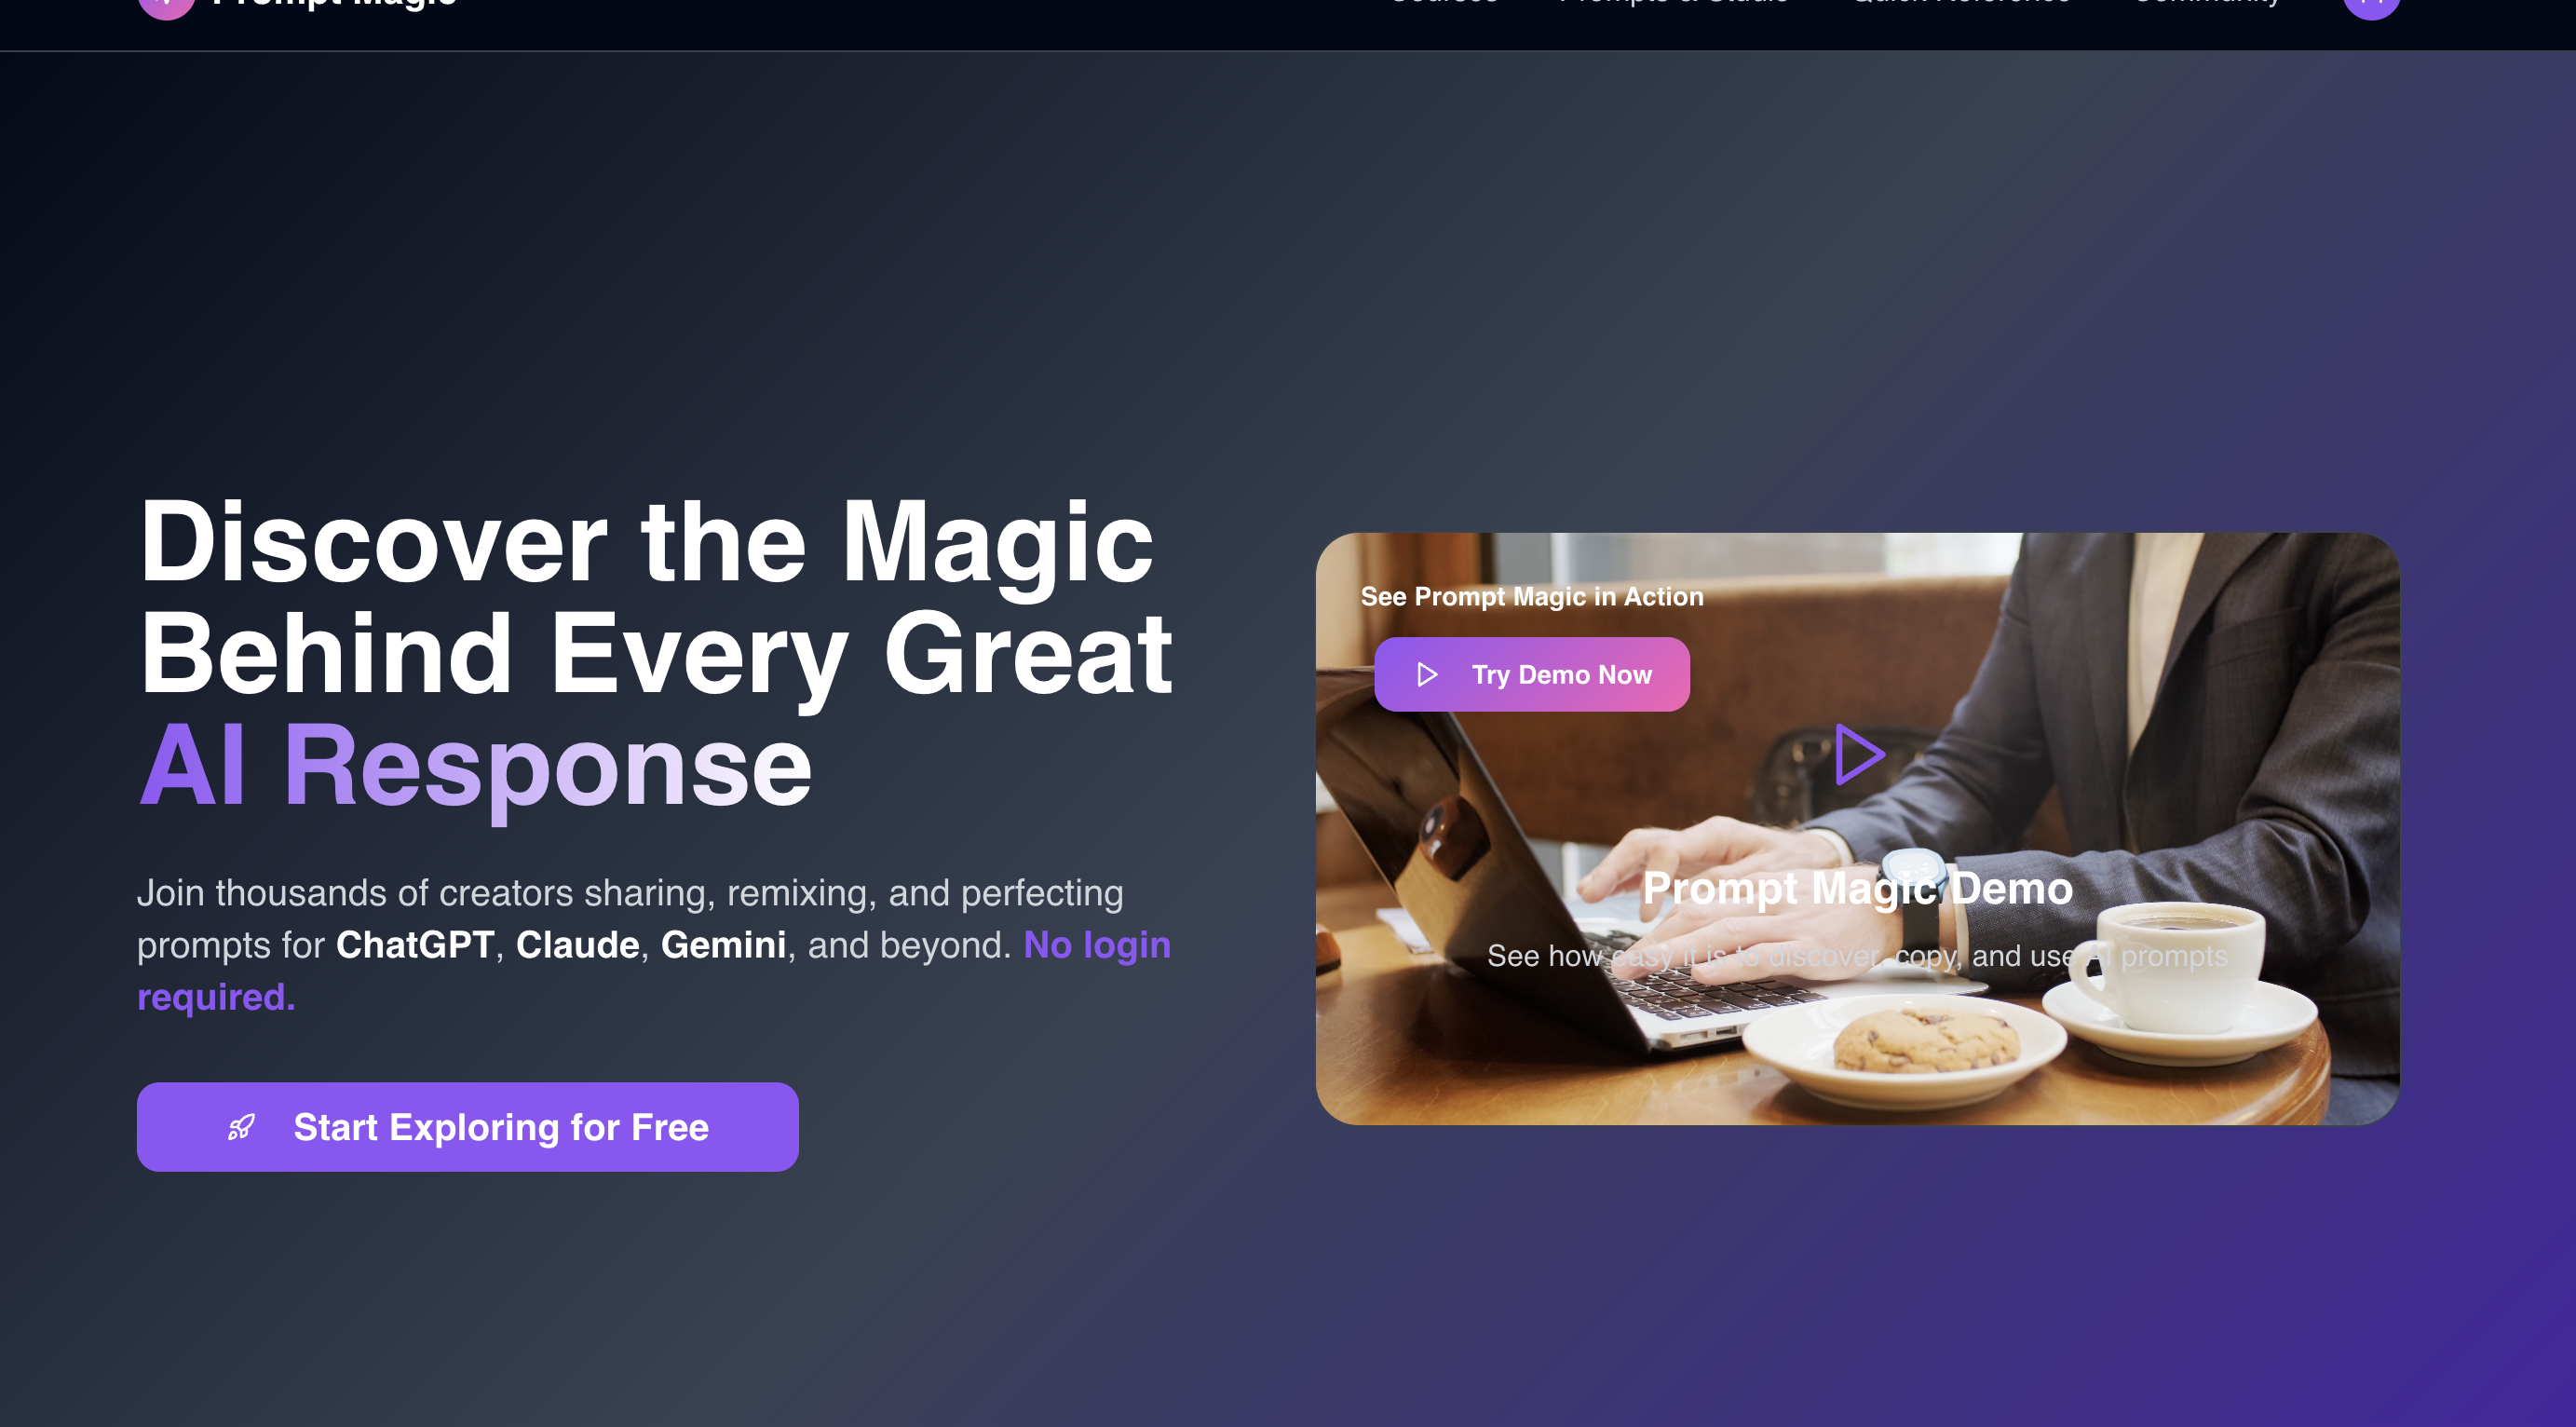 Prompt Magic
Courses
Prompts & Studio
Quick Reference
Community
Discover the Magic
Behind Every Great
AI Response
Join thousands of creators sharing, remixing, and perfecting
prompts for ChatGPT, Claude, Gemini, and beyond. No login
required.
Start Exploring for Free
See Prompt Magic in Action
Try Demo Now
Prompt Magic Demo
See how easy it is to discover, copy, and use AI prompts